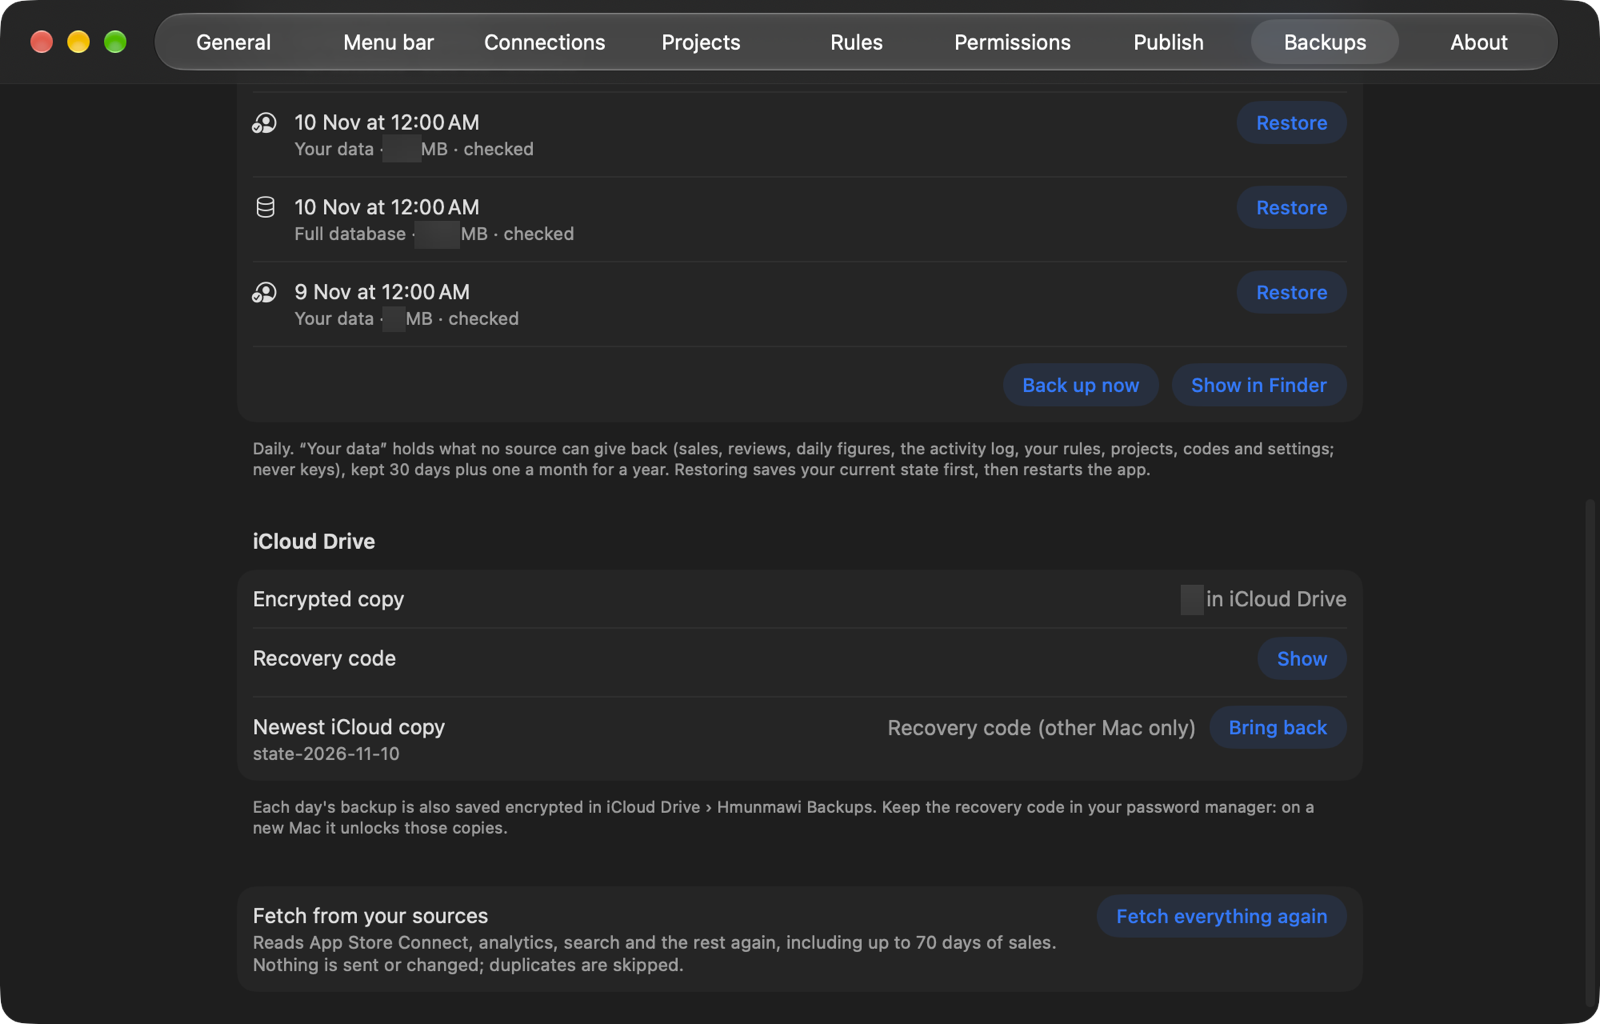 General
Menu bar
Connections
Projects
Rules
Permissions
Publish
Backups
About
10 Nov at 12:00 AM
Your data · MB · checked
Restore
10 Nov at 12:00 AM
Full database · MB · checked
Restore
9 Nov at 12:00 AM
Your data · MB · checked
Restore
Back up now
Show in Finder
Daily. “Your data” holds what no source can give back (sales, reviews, daily figures, the activity log, your rules, projects, codes and settings;
never keys), kept 30 days plus one a month for a year. Restoring saves your current state first, then restarts the app.
iCloud Drive
Encrypted copy
in iCloud Drive
Recovery code
Show
Newest iCloud copy
state-2026-11-10
Recovery code (other Mac only)
Bring back
Each day's backup is also saved encrypted in iCloud Drive › Hmunmawi Backups. Keep the recovery code in your password manager: on a
new Mac it unlocks those copies.
Fetch from your sources
Reads App Store Connect, analytics, search and the rest again, including up to 70 days of sales.
Nothing is sent or changed; duplicates are skipped.
Fetch everything again